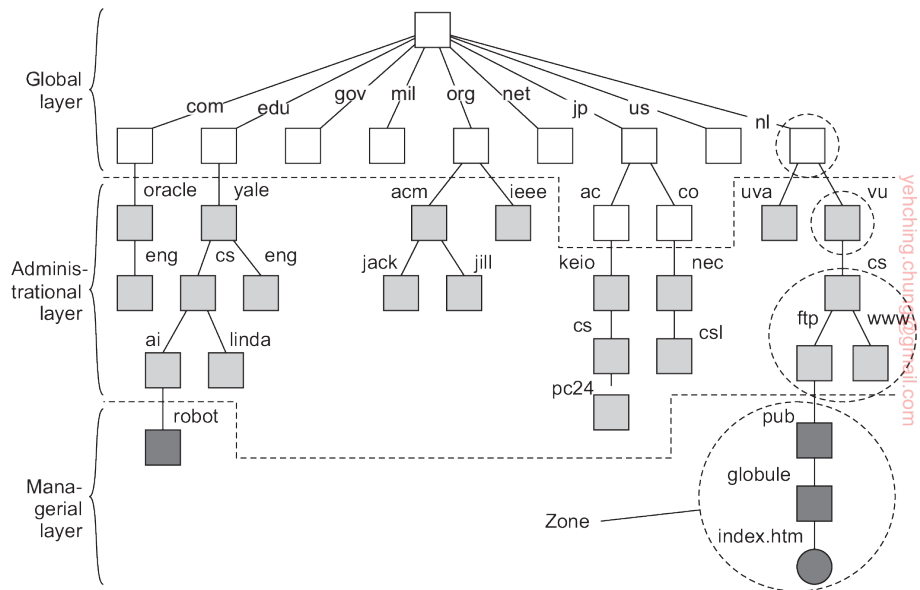 Global
layer
com
edu
gov
mil
org
net
jp
us
nl
oracle
yale
acm
ieee
ac
co
uva
vu
Adminis-
trational
layer
eng
cs
eng
jack
jill
keio
nec
cs
ai
linda
cs
csl
ftp
www
pc24
robot
pub
Mana-
gerial
layer
globule
Zone
index.htm
yehching.chung@gmail.com